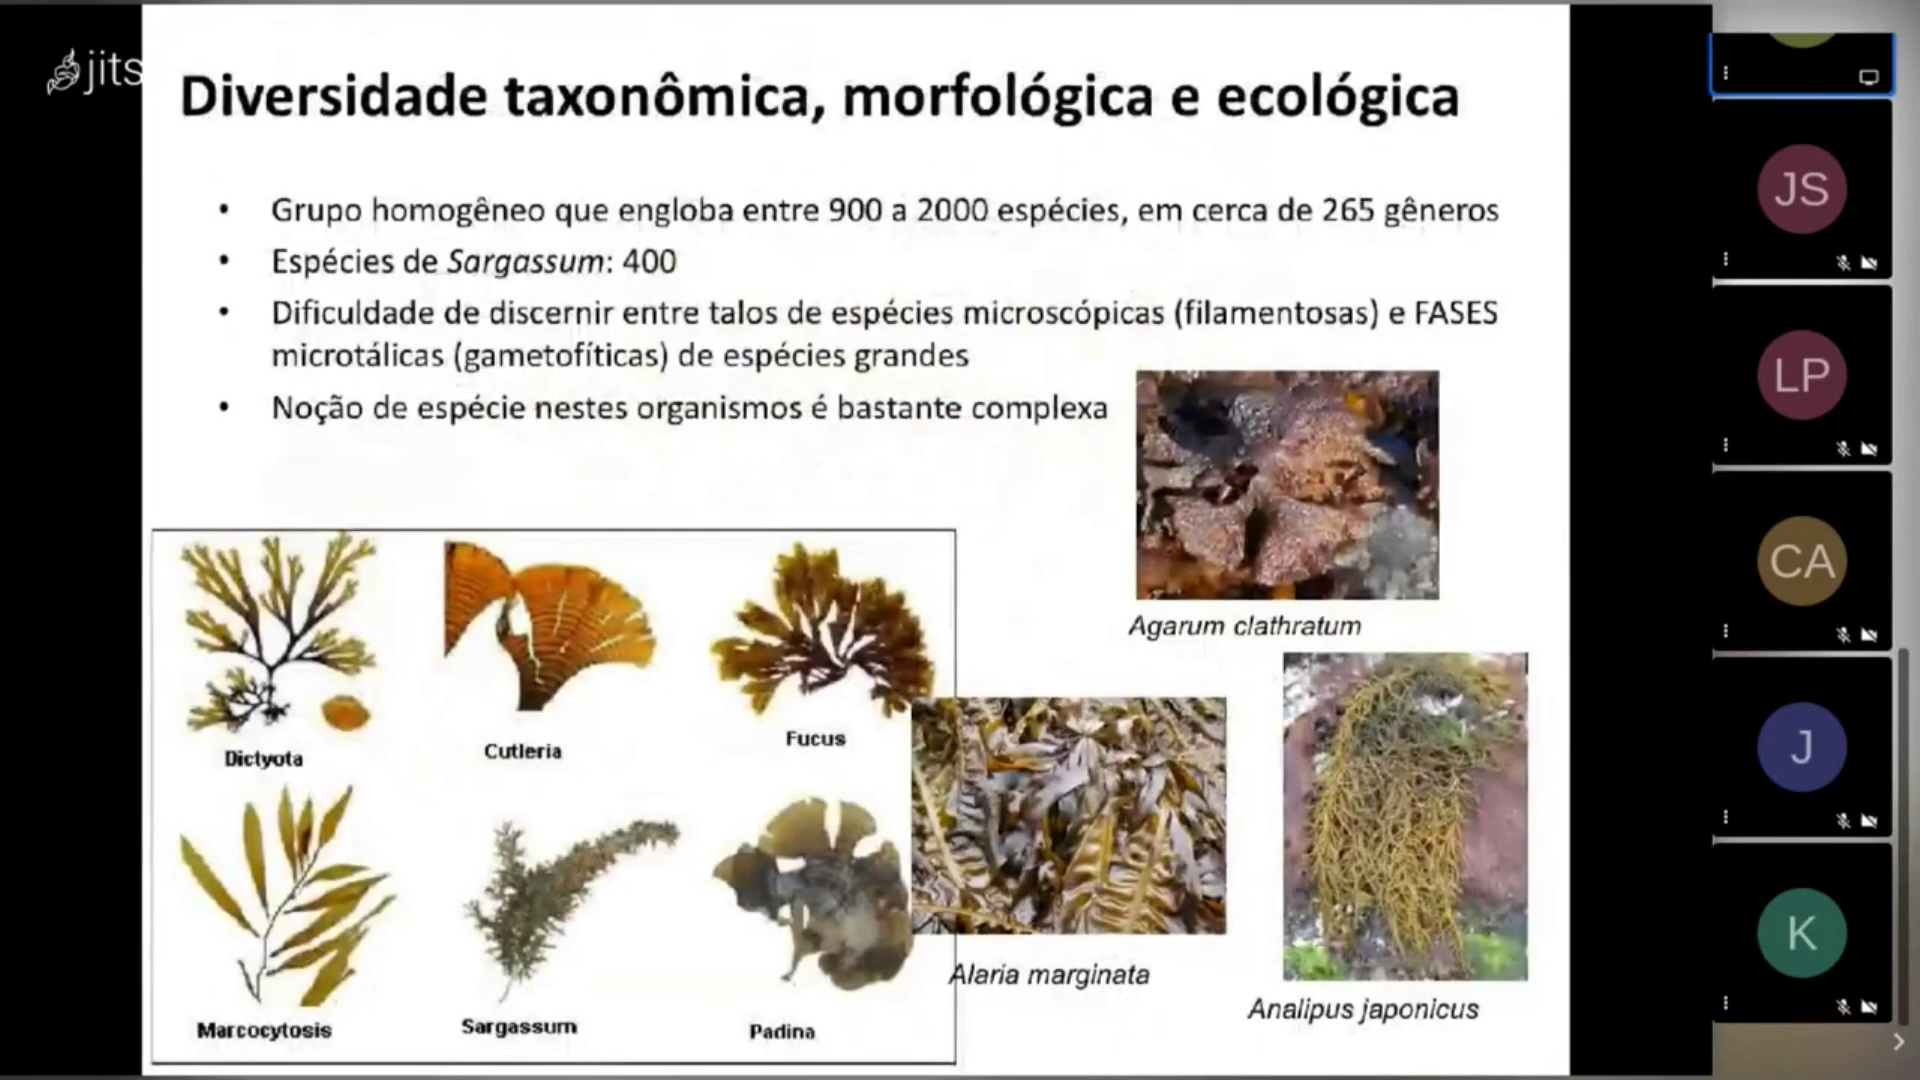 jits
Diversidade taxonômica, morfológica e ecológica
• Grupo homogêneo que engloba entre 900 a 2000 espécies, em cerca de 265 gêneros
• Espécies de Sargassum: 400
• Dificuldade de discernir entre talos de espécies microscópicas (filamentosas) e FASES
microtálicas (gametofíticas) de espécies grandes
• Noção de espécie nestes organismos é bastante complexa
Agarum clathratum
Dictyota
Cutleria
Fucus
Marcocytosis
Sargassum
Padina
Alaria marginata
Analipus japonicus
JS
LP
CA
J
K